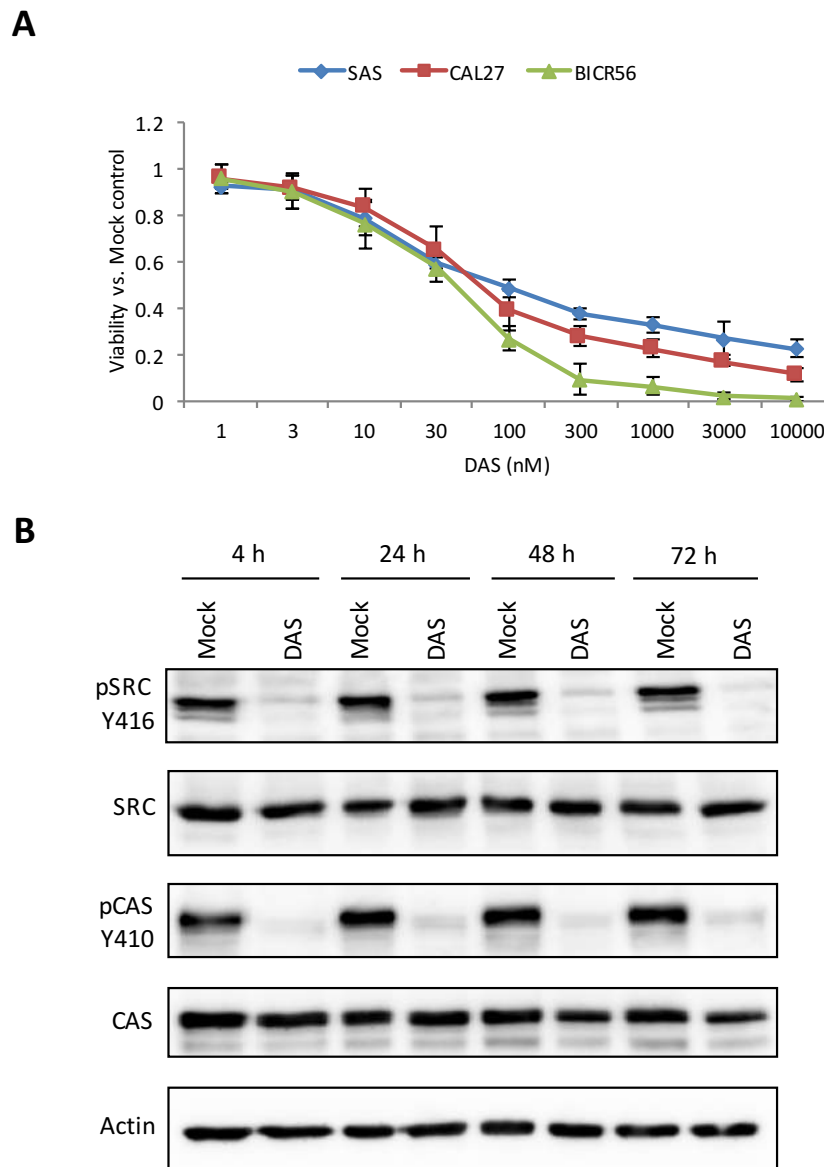 A
SAS CAL27 BICR56
1.2
1
0.8
0.6
0.4
0.2
0
Viability vs. Mock control
1 3 10 30 100 300 1000 3000 10000
DAS (nM)
B
4 h 24 h 48 h 72 h
Mock DAS Mock DAS Mock DAS Mock DAS
pSRC
Y416
SRC
pCAS
Y410
CAS
Actin